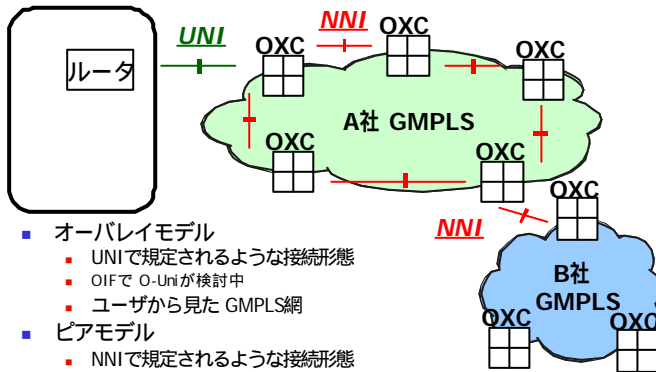 UNI
NNI
OXC
OXC
OXC
ルータ
A社 GMPLS
OXC
OXC
OXC
NNI
B社
GMPLS
OXC
OXC
オーバレイモデル
UNIで規定されるような接続形態
OIFで O-Uniが検討中
ユーザから見た GMPLS網
ピアモデル
NNIで規定されるような接続形態